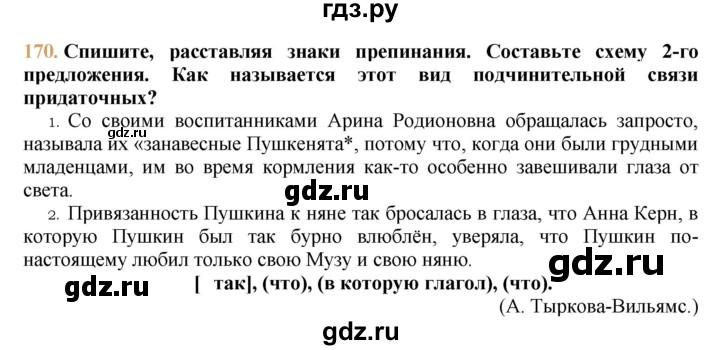 гдз.ру
170. Спишите, расставляя знаки препинания. Составьте схему 2-го
предложения. Как называется этот вид подчинительной связи
придаточных?
1. Со своими воспитанниками Арина Родионовна обращалась запросто,
называла их «занавесные Пушкенята*, потому что, когда они были грудными
младенцами, им во время кормления как-то особенно завешивали глаза от
света.
gdz.ru
2. Привязанность Пушкина к няне так бросалась в глаза, что Анна Керн, в
которую Пушкин был так бурно влюблён, уверяла, что Пушкин по-
настоящему любил только свою Музу и свою няню.
gdz.ru
[ так], (что), (в которую глагол), (что).
(А. Тыркова-Вильямс.)
gdz.ru
gdz.ru
gdz.ru